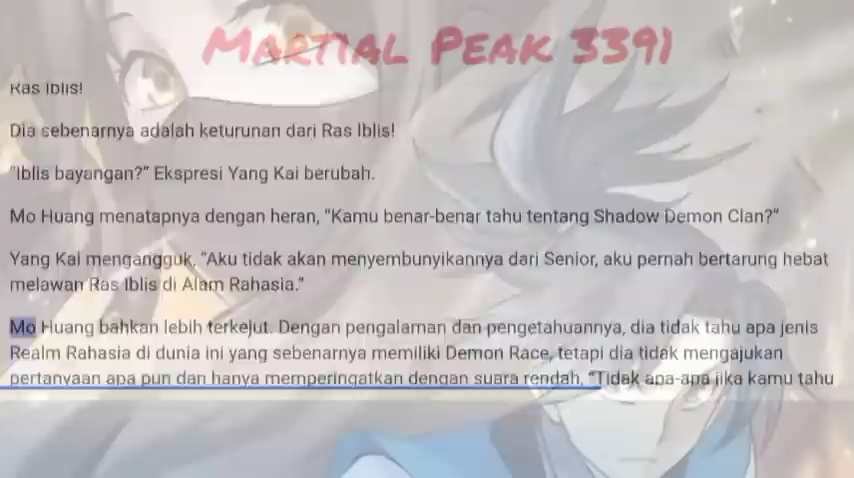 MARTIAL PEAK 3391
Ras Iblis!
Dia sebenarnya adalah keturunan dari Ras Iblis!
“Iblis bayangan?” Ekspresi Yang Kai berubah.
Mo Huang menatapnya dengan heran, “Kamu benar-benar tahu tentang Shadow Demon Clan?”
Yang Kai mengangguk, “Aku tidak akan menyembunyikannya dari Senior, aku pernah bertarung hebat
melawan Ras Iblis di Alam Rahasia.”
Mo Huang bahkan lebih terkejut. Dengan pengalaman dan pengetahuannya, dia tidak tahu apa jenis
Realm Rahasia di dunia ini yang sebenarnya memiliki Demon Race, tetapi dia tidak mengajukan
pertanyaan apa pun dan hanya memperingatkan dengan suara rendah, “Tidak apa-apa jika kamu tahu